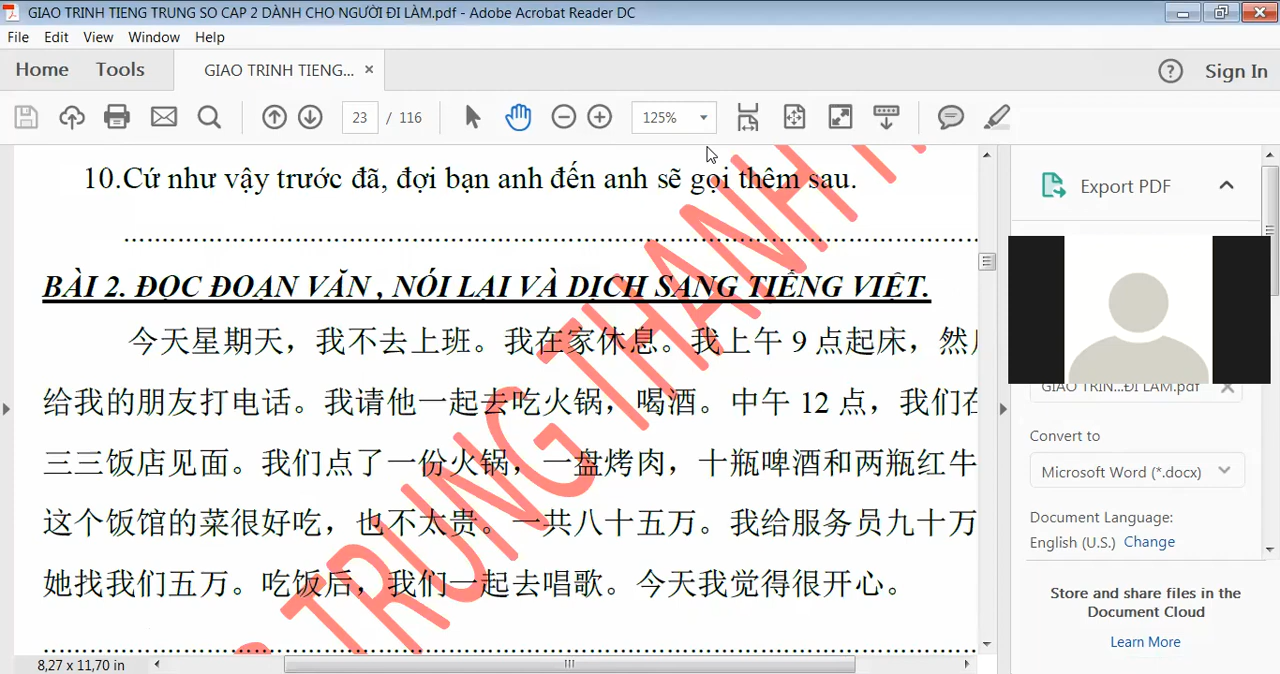 GIAO TRINH TIENG TRUNG SO CAP 2 DÀNH CHO NGƯỜI ĐI LÀM.pdf - Adobe Acrobat Reader DC
File Edit View Window Help
Home Tools GIAO TRINH TIENG... × Sign In
23 / 116 125%
10.Cứ như vậy trước đã, đợi bạn anh đến anh sẽ gọi thêm sau.
BÀI 2. ĐỌC ĐOẠN VĂN , NÓI LẠI VÀ DỊCH SANG TIẾNG VIỆT.
今天星期天，我不去上班。我在家休息。我上午 9 点起床，然
给我的朋友打电话。我请他一起去吃火锅，喝酒。中午 12 点，我们在
三三饭店见面。我们点了一份火锅，一盘烤肉，十瓶啤酒和两瓶红牛
这个饭馆的菜很好吃，也不太贵。一共八十五万。我给服务员九十万
她找我们五万。吃饭后，我们一起去唱歌。今天我觉得很开心。
TRUNG THANH
8,27 x 11,70 in
Export PDF
GIAO TRIN...ĐI LÀM.pdf
Convert to
Microsoft Word (*.docx)
Document Language:
English (U.S.) Change
Store and share files in the
Document Cloud
Learn More